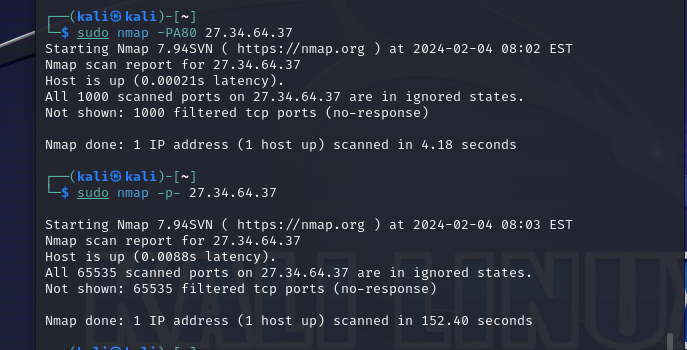 ┌──(kali㉿kali)-[~]
└─$ sudo nmap -PA80 27.34.64.37
Starting Nmap 7.94SVN ( https://nmap.org ) at 2024-02-04 08:02 EST
Nmap scan report for 27.34.64.37
Host is up (0.00021s latency).
All 1000 scanned ports on 27.34.64.37 are in ignored states.
Not shown: 1000 filtered tcp ports (no-response)
Nmap done: 1 IP address (1 host up) scanned in 4.18 seconds
┌──(kali㉿kali)-[~]
└─$ sudo nmap -p- 27.34.64.37
Starting Nmap 7.94SVN ( https://nmap.org ) at 2024-02-04 08:03 EST
Nmap scan report for 27.34.64.37
Host is up (0.0088s latency).
All 65535 scanned ports on 27.34.64.37 are in ignored states.
Not shown: 65535 filtered tcp ports (no-response)
Nmap done: 1 IP address (1 host up) scanned in 152.40 seconds
KALI LINUX